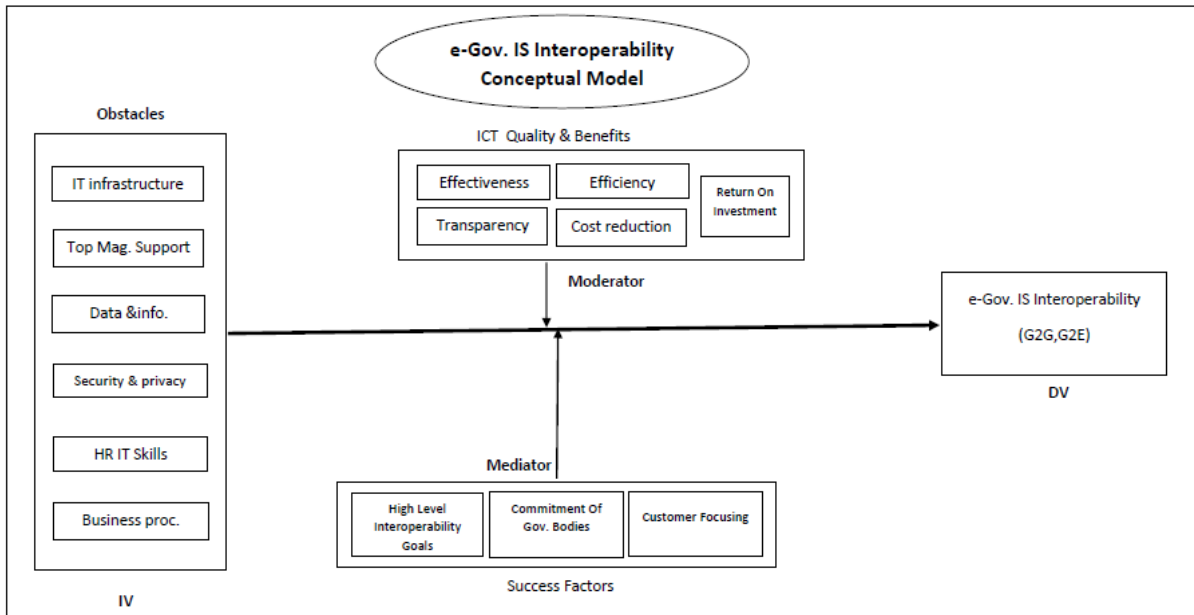 e-Gov. IS Interoperability
Conceptual Model
Obstacles
IT infrastructure
Top Mag. Support
Data &info.
Security & privacy
HR IT Skills
Business proc.
IV
ICT Quality & Benefits
Effectiveness
Efficiency
Transparency
Cost reduction
Return On
Investment
Moderator
e-Gov. IS Interoperability
(G2G,G2E)
DV
Mediator
High Level
Interoperability
Goals
Commitment Of
Gov. Bodies
Customer Focusing
Success Factors